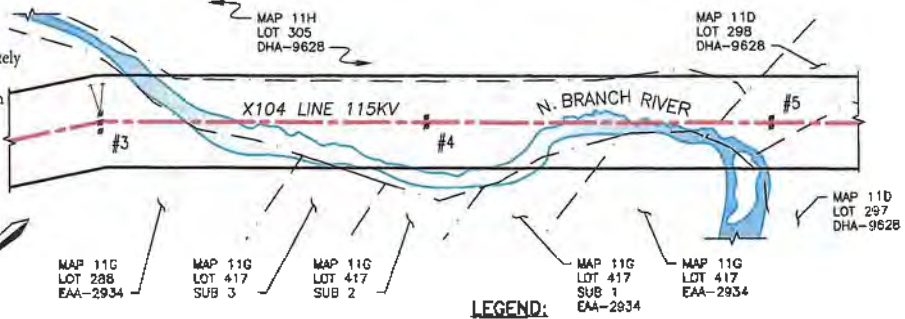 MAP 11H
LOT 305
DHA-9628
MAP 11D
LOT 298
DHA-9628
tely
X104 LINE 115KV
N. BRANCH RIVER
#3
#4
#5
MAP 11D
LOT 297
DHA-9628
MAP 11G
LOT 288
EAA-2934
MAP 11G
LOT 417
SUB 3
MAP 11G
LOT 417
SUB 2
MAP 11G
LOT 417
SUB 1
EAA-2934
MAP 11G
LOT 417
EAA-2934
LEGEND: